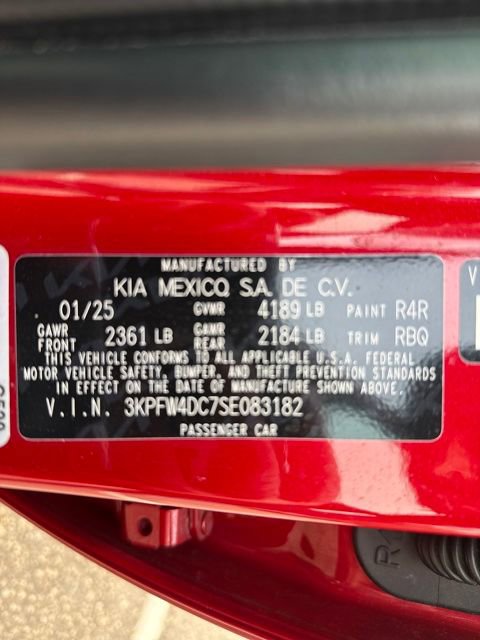 MANUFACTURED BY
KIA MEXICO, S.A. DE C.V.
01/25 GVWR 4189 LB PAINT R4R
GAWR FRONT 2361 LB GAWR REAR 2184 LB TRIM RBQ
THIS VEHICLE CONFORMS TO ALL APPLICABLE U.S.A. FEDERAL
MOTOR VEHICLE SAFETY, BUMPER, AND THEFT PREVENTION
STANDARDS IN EFFECT ON THE DATE OF MANUFACTURE SHOWN ABOVE.
V.I.N. 3KPFW4DC7SE083182
PASSENGER CAR
V